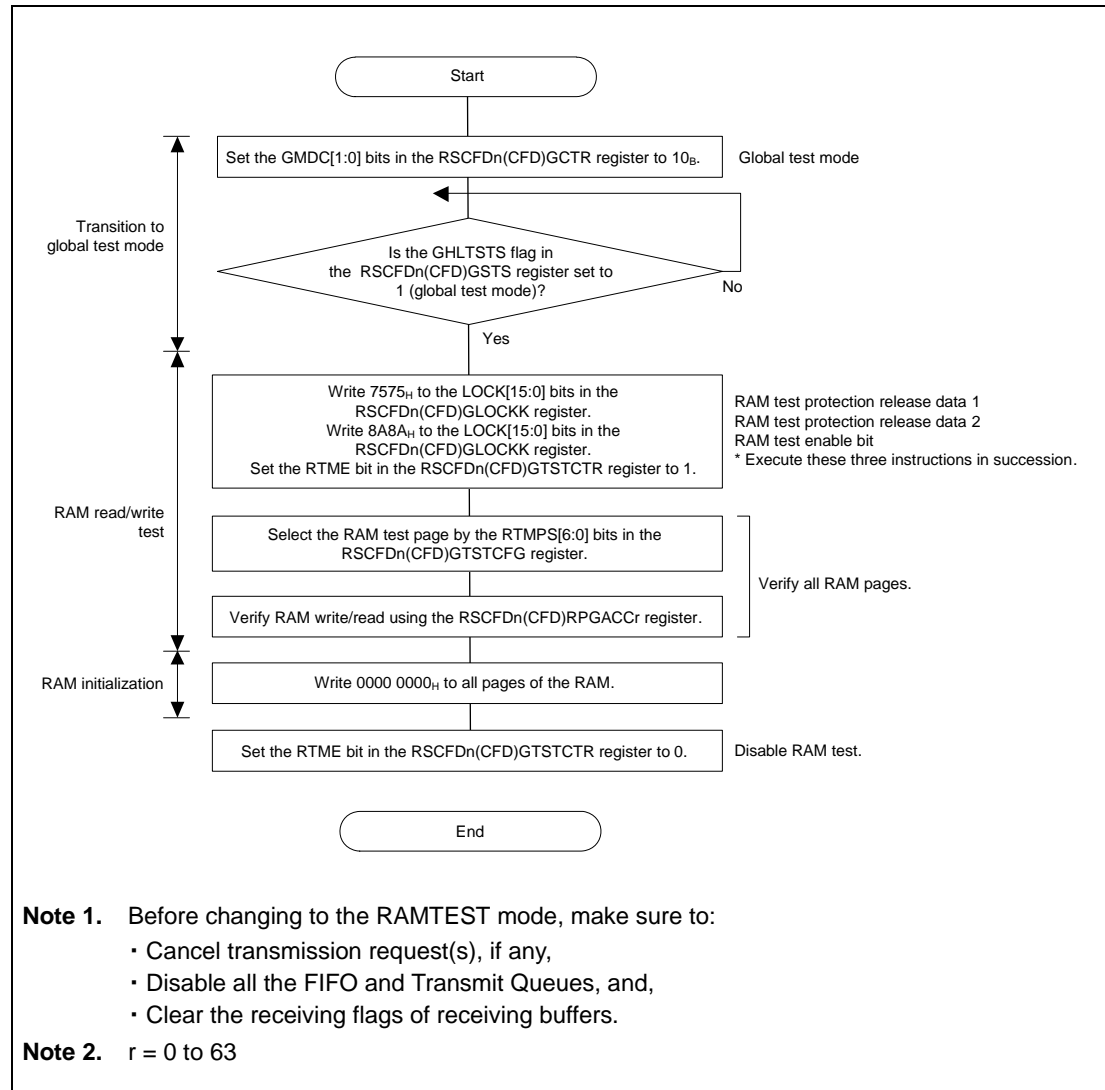 Start
Set the GMDC[1:0] bits in the RSCFDn(CFD)GCTR register to 10B.
Global test mode
Transition to
global test mode
Is the GHLTSTS flag in
the RSCFDn(CFD)GSTS register set to
1 (global test mode)?
No
Yes
Write 7575H to the LOCK[15:0] bits in the
RSCFDn(CFD)GLOCKK register.
Write 8A8AH to the LOCK[15:0] bits in the
RSCFDn(CFD)GLOCKK register.
Set the RTME bit in the RSCFDn(CFD)GTSTCTR register to 1.
RAM test protection release data 1
RAM test protection release data 2
RAM test enable bit
* Execute these three instructions in succession.
RAM read/write
test
Select the RAM test page by the RTMPS[6:0] bits in the
RSCFDn(CFD)GTSTCFG register.
Verify RAM write/read using the RSCFDn(CFD)RPGACCr register.
Verify all RAM pages.
RAM initialization
Write 0000 0000H to all pages of the RAM.
Set the RTME bit in the RSCFDn(CFD)GTSTCTR register to 0.
Disable RAM test.
End
Note 1. Before changing to the RAMTEST mode, make sure to:
・Cancel transmission request(s), if any,
・Disable all the FIFO and Transmit Queues, and,
・Clear the receiving flags of receiving buffers.
Note 2. r = 0 to 63